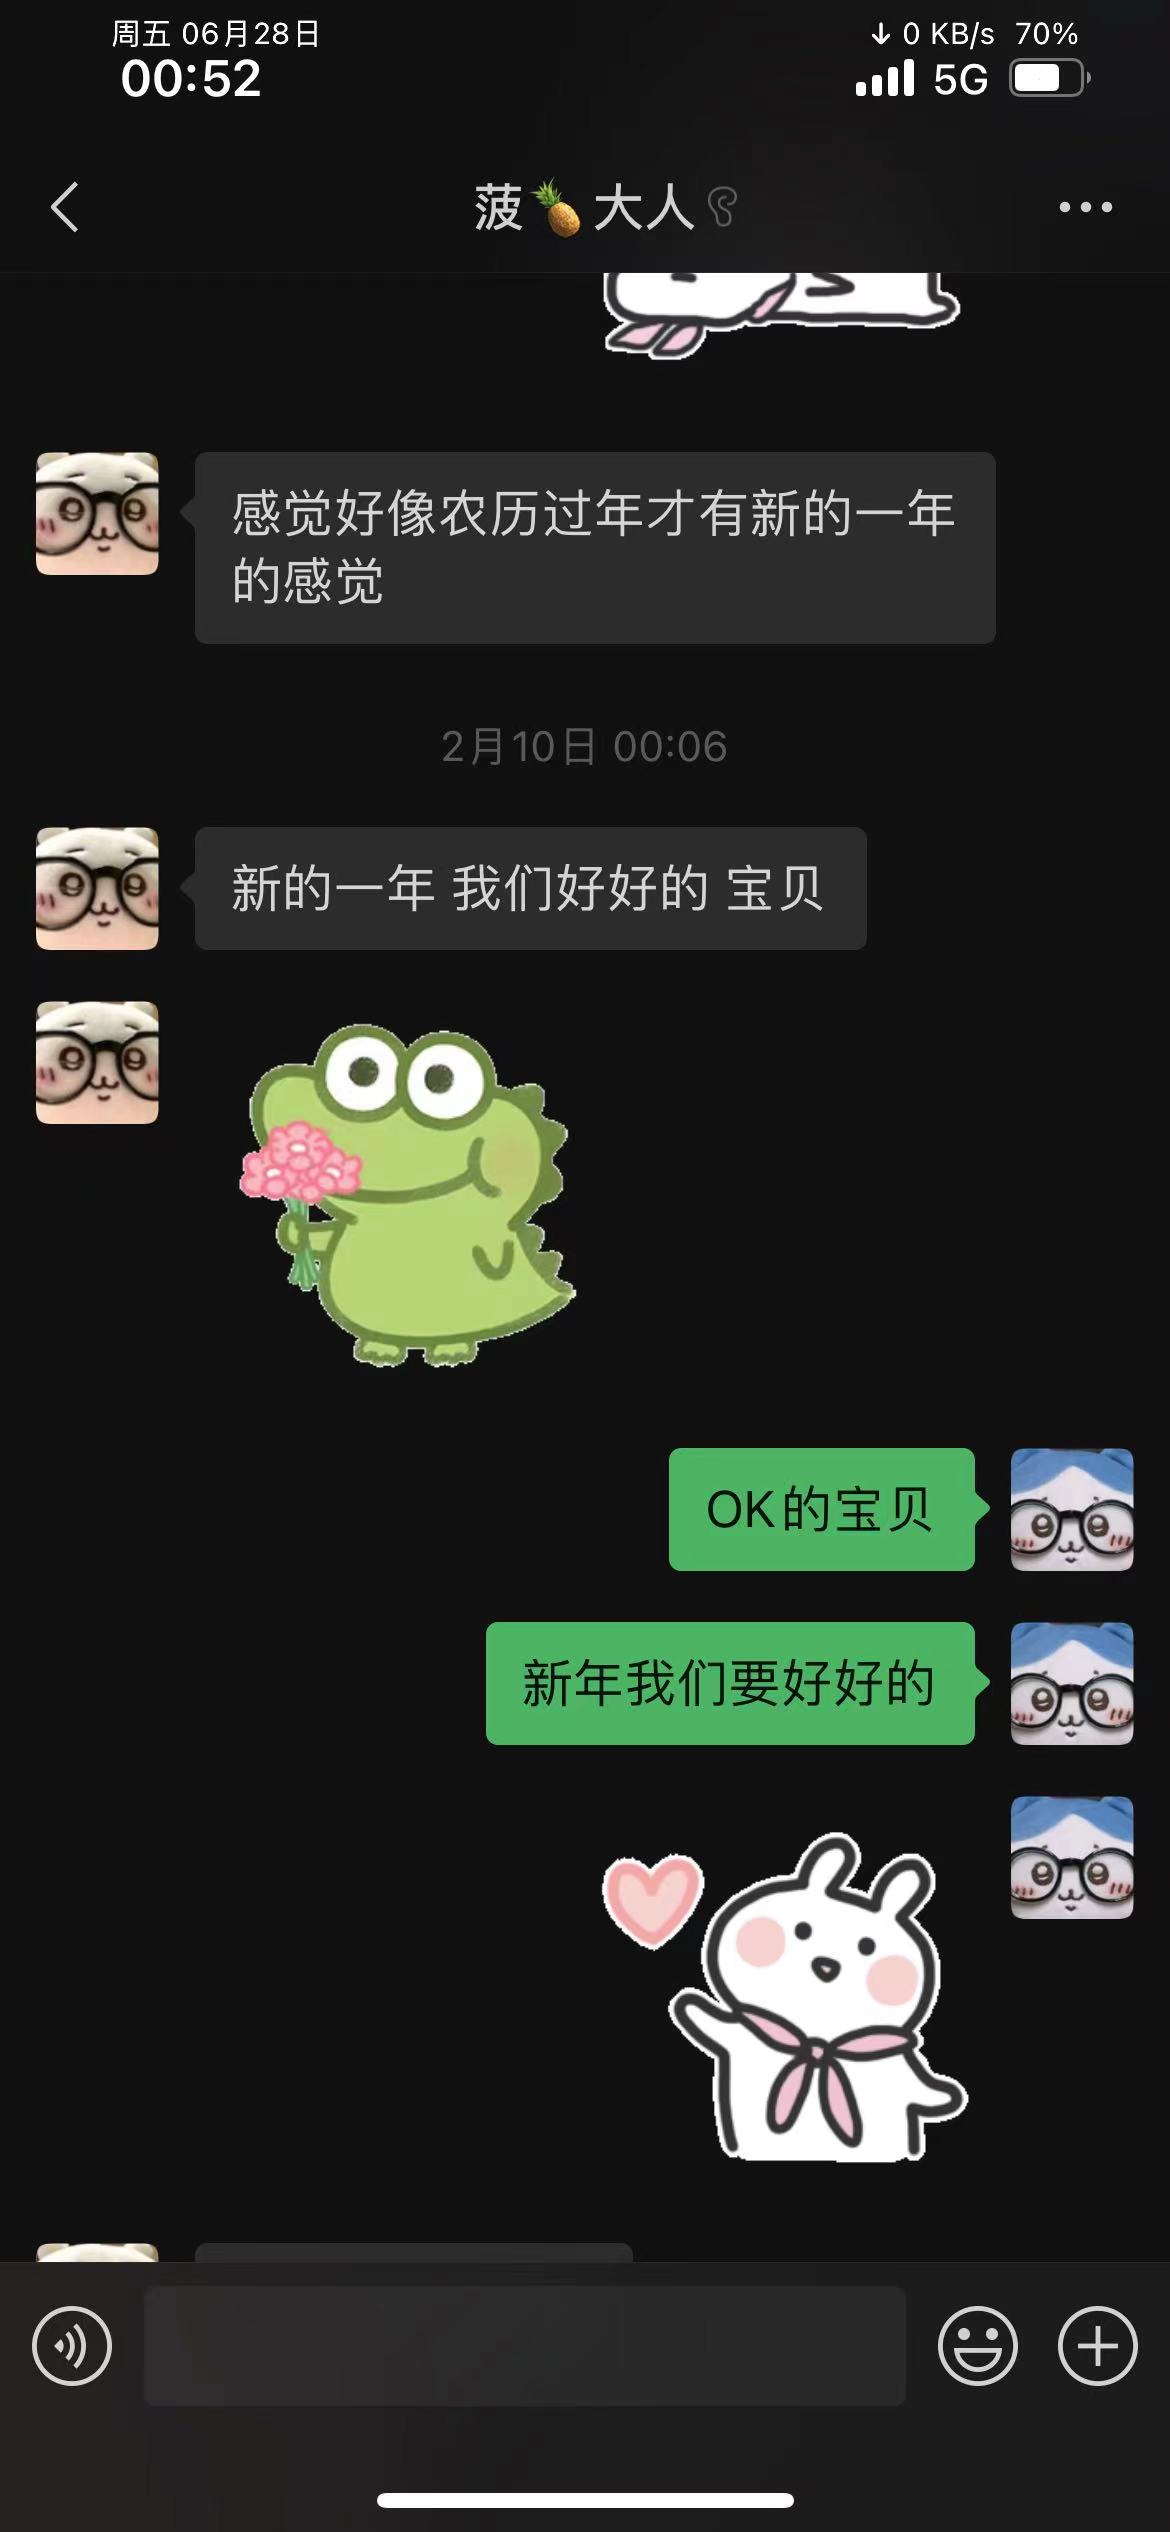 周五 06月28日
↓ 0 KB/s 70%
00:52
5G
菠🍍大人
感觉好像农历过年才有新的一年
的感觉
2月10日 00:06
新的一年 我们好好的 宝贝
OK的宝贝
新年我们要好好的